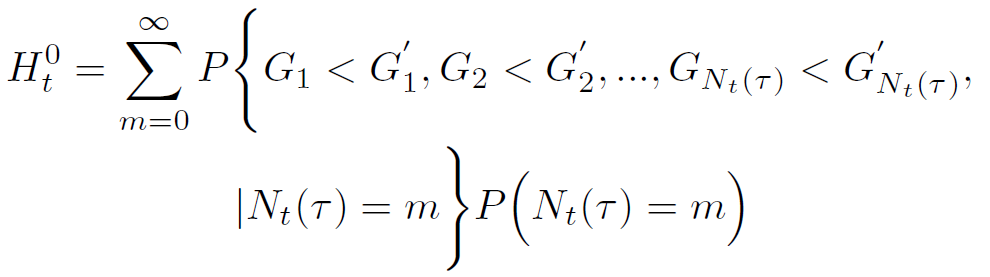 $H_t^0 = \sum_{m=0}^{\infty} P\Big\{ G_1 < G_1^{'}, G_2 < G_2^{'}, ..., G_{N_t(\tau)} < G_{N_t(\tau)}^{'},$
$| N_t(\tau) = m \Big\} P\Big( N_t(\tau) = m \Big)$